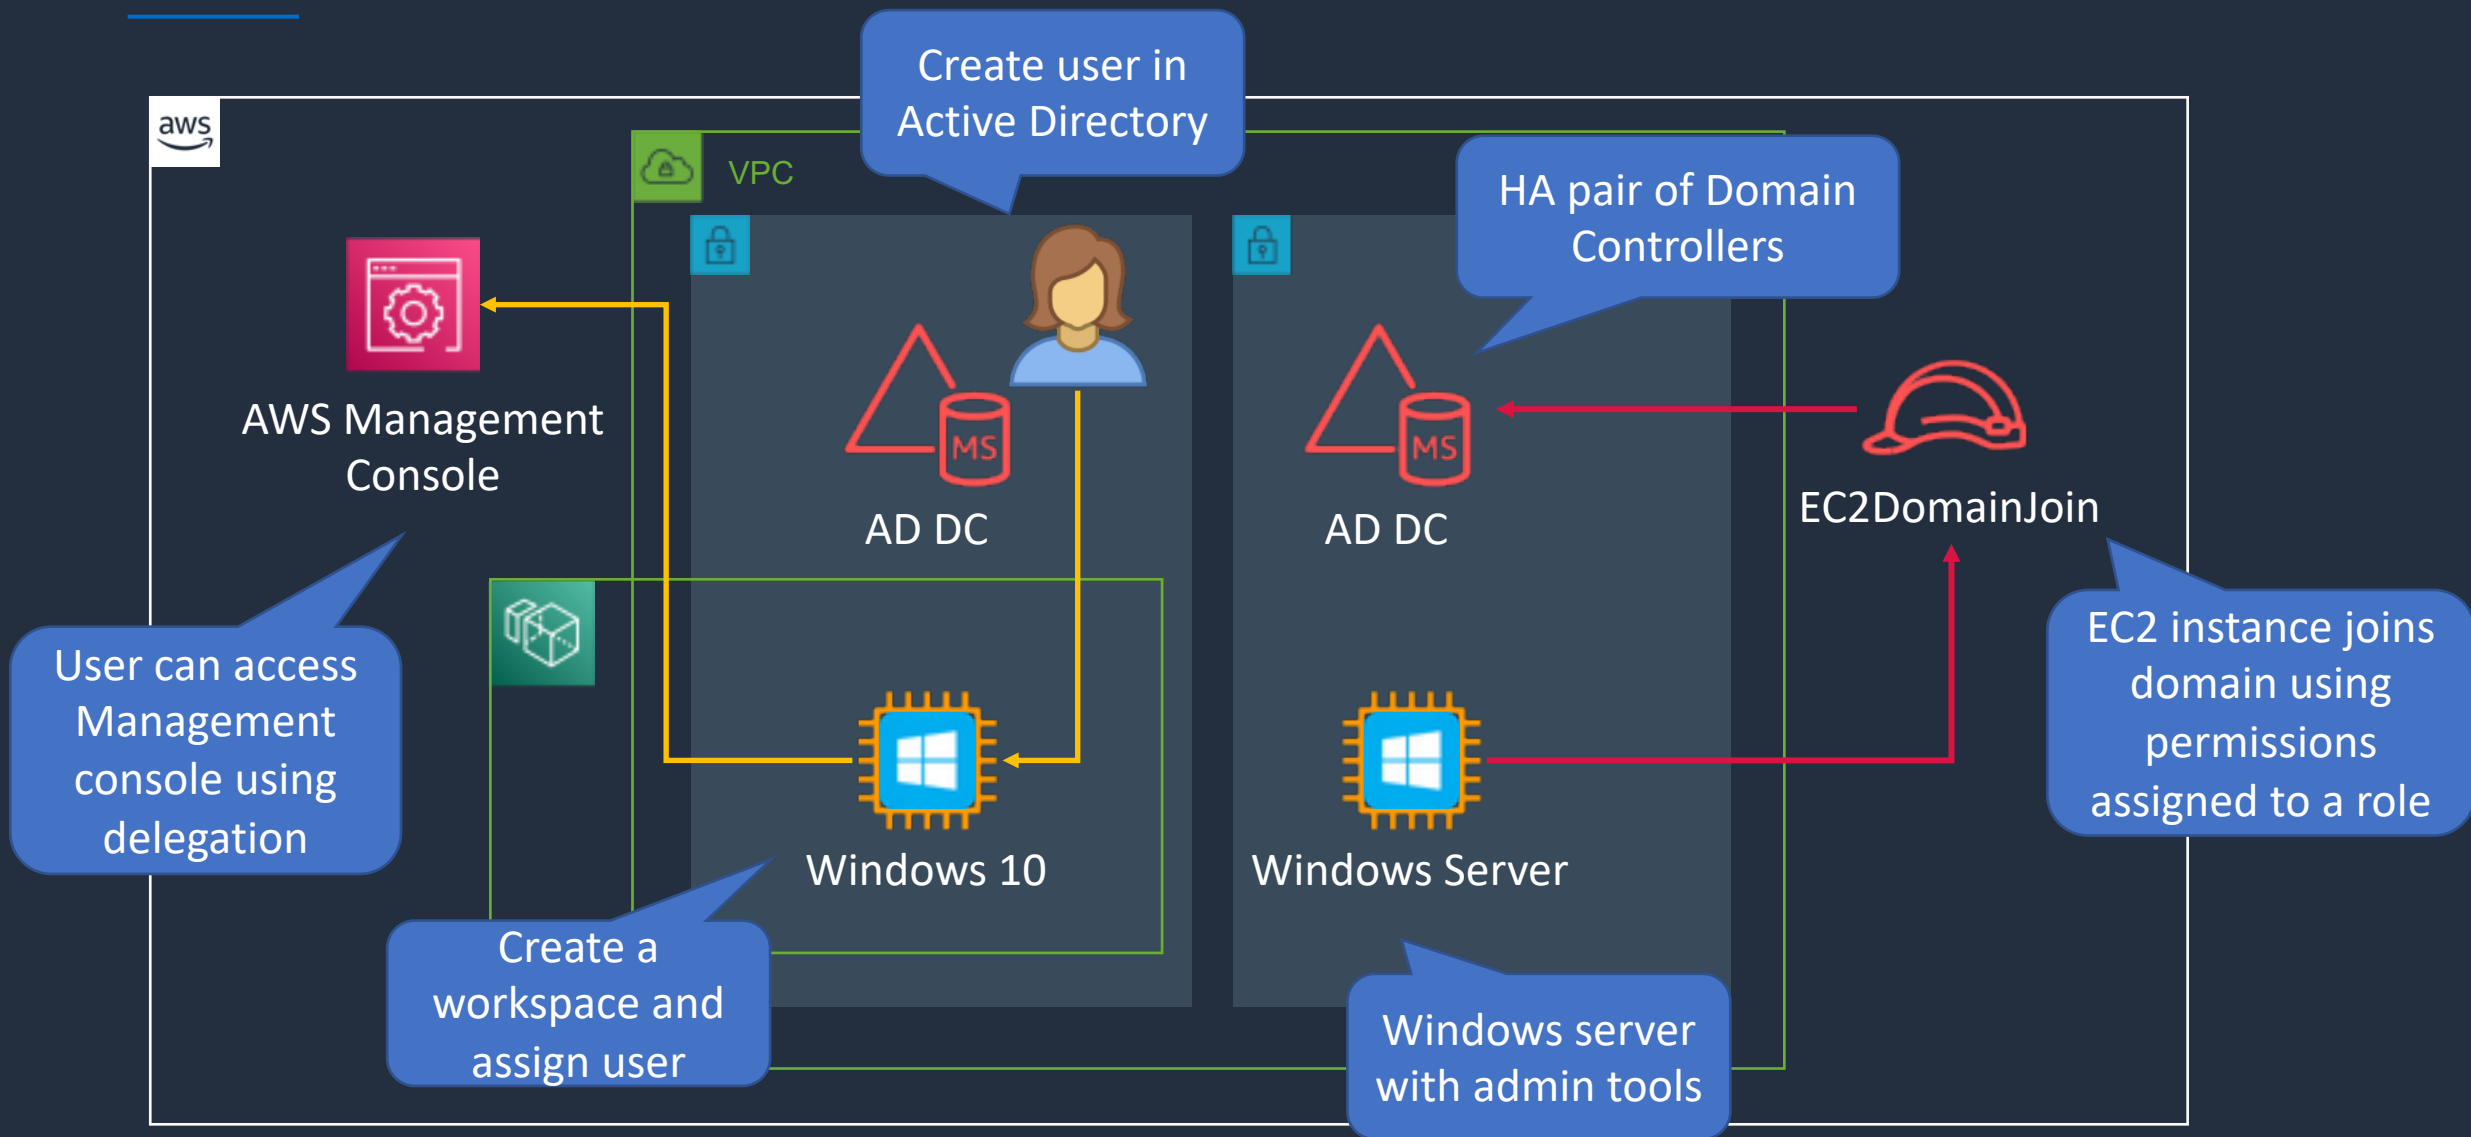 Create user in
Active Directory
aws
VPC
HA pair of Domain
Controllers
AWS Management
Console
MS
AD DC
MS
AD DC
EC2DomainJoin
User can access
Management
console using
delegation
EC2 instance joins
domain using
permissions
assigned to a role
Windows 10
Windows Server
Create a
workspace and
assign user
Windows server
with admin tools